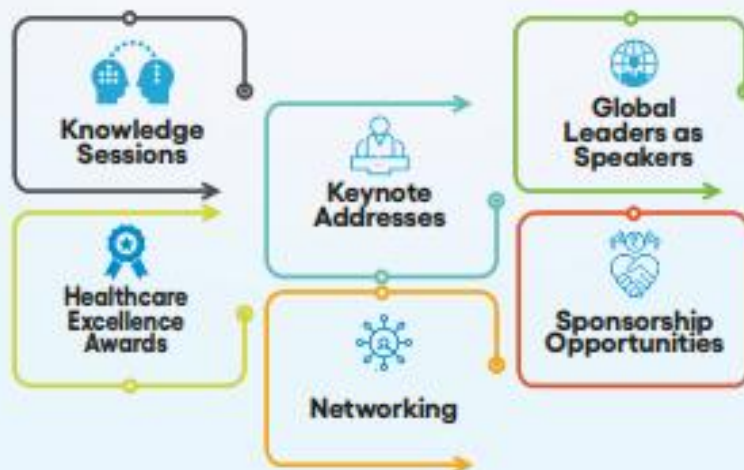 Knowledge
Sessions
Keynote
Addresses
Global
Leaders as
Speakers
Healthcare
Excellence
Awards
Networking
Sponsorship
Opportunities